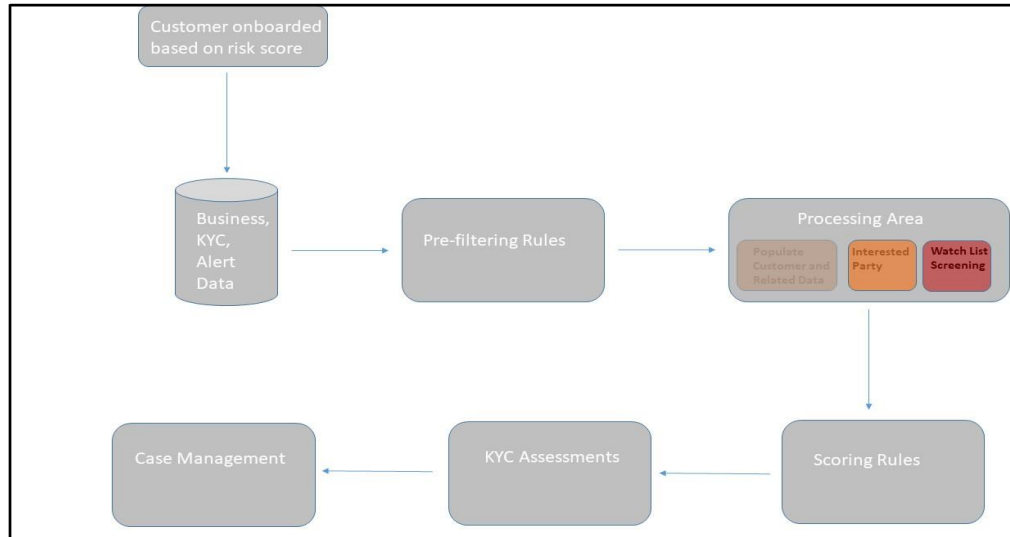 Customer onboarded
based on risk score
Business,
KYC,
Alert
Data
Pre-filtering Rules
Processing Area
Populate
Customer and
Related Data
Interested
Party
Watch List
Screening
Case Management
KYC Assessments
Scoring Rules